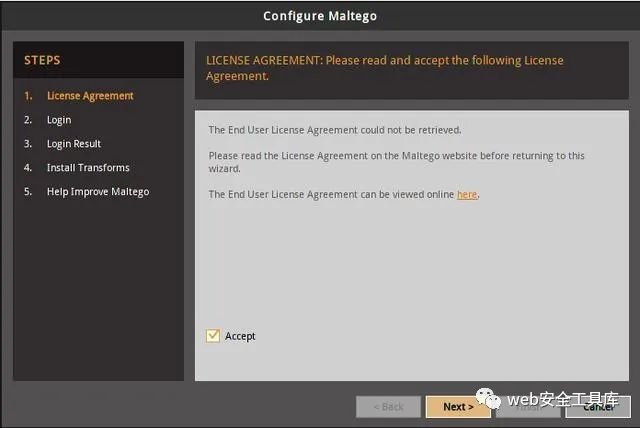 Configure Maltego
STEPS
1. License Agreement
2. Login
3. Login Result
4. Install Transforms
5. Help Improve Maltego
LICENSE AGREEMENT: Please read and accept the following License
Agreement.
The End User License Agreement could not be retrieved.
Please read the License Agreement on the Maltego website before returning to this
wizard.
The End User License Agreement can be viewed online here.
Accept
< Back
Next >
Finish
Cancel
web安全工具库